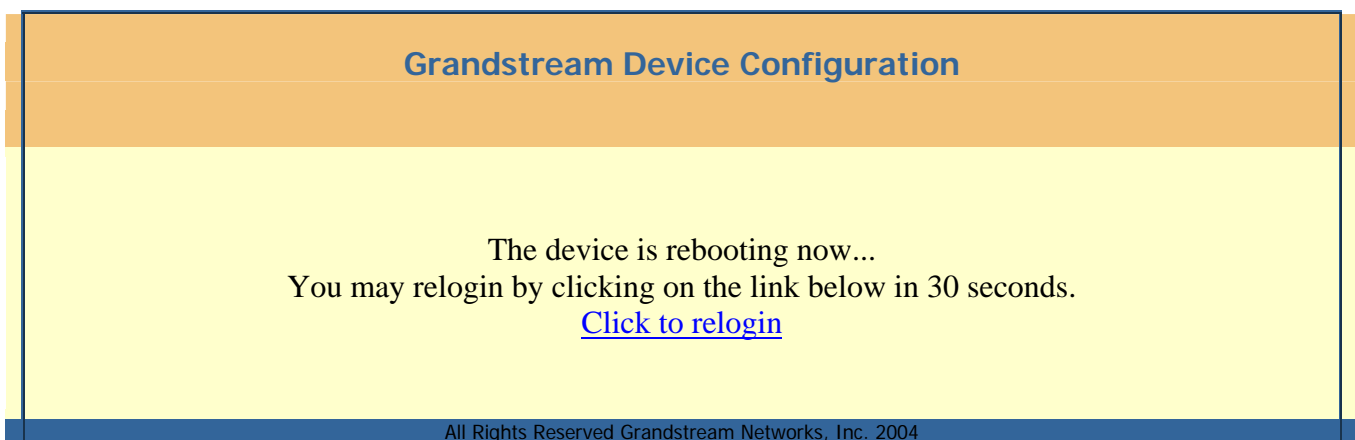 Grandstream Device Configuration
The device is rebooting now...
You may relogin by clicking on the link below in 30 seconds.
Click to relogin
All Rights Reserved Grandstream Networks, Inc. 2004